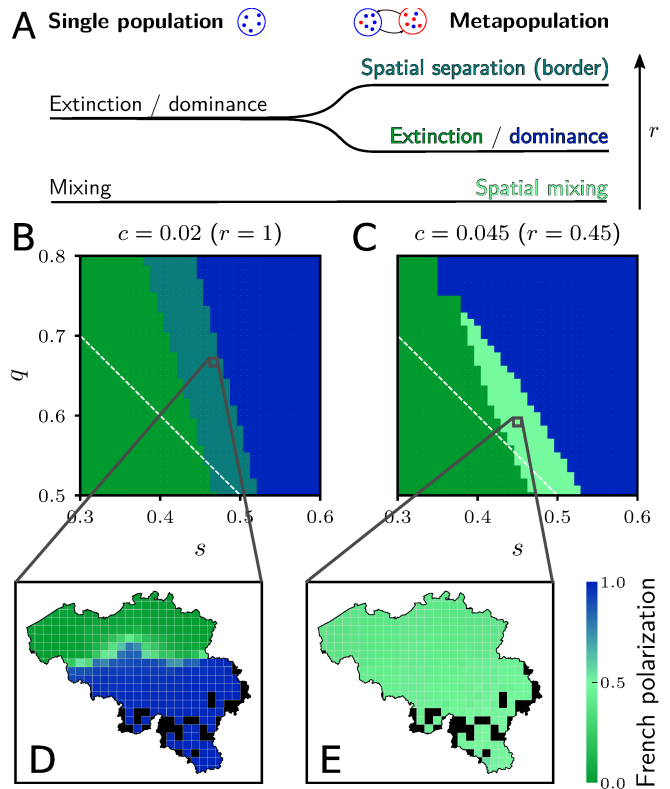 A Single population Metapopulation
Spatial separation (border)
Extinction / dominance
r
Extinction / dominance
Mixing
Spatial mixing
B c = 0.02 (r = 1)
C c = 0.045 (r = 0.45)
0.8
0.7
q
0.6
0.5
0.3 0.4 0.5 0.6
s
0.3 0.4 0.5 0.6
s
D
E
1.0
0.5
0.0
French polarization